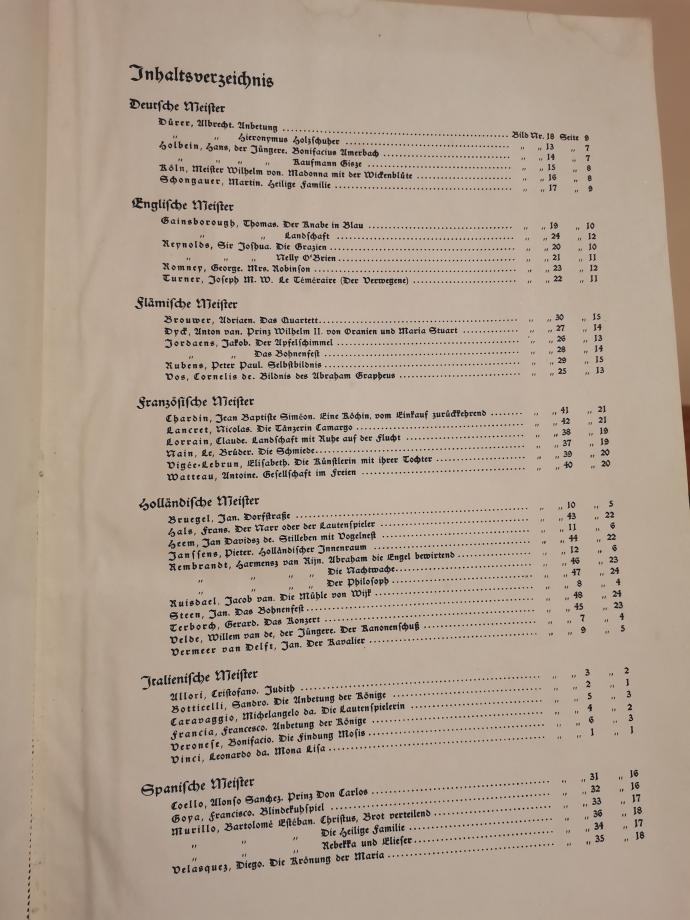 Inhaltsverzeichnis
Deutsche Meister
Dürer, Albrecht. Anbetung ........ Bild Nr. 18 Seite 9
„ „ Hieronymus Holzschuher ........ „ „ 13 „ 7
Holbein, Hans, der Jüngere. Bonifacius Amerbach ........ „ „ 14 „ 7
„ „ „ „ Kaufmann Gisze ........ „ „ 15 „ 8
Köln, Meister Wilhelm von. Madonna mit der Wickenblüte ........ „ „ 16 „ 8
Schongauer, Martin. Heilige Familie ........ „ „ 17 „ 9
Englische Meister
Gainsborough, Thomas. Der Knabe in Blau ........ „ „ 19 „ 10
„ „ Landschaft ........ „ „ 24 „ 12
Reynolds, Sir Joshua. Die Grazien ........ „ „ 20 „ 10
„ „ „ Nelly O'Brien ........ „ „ 21 „ 11
Romney, George. Mrs. Robinson ........ „ „ 23 „ 12
Turner, Joseph M. W. Le Téméraire (Der Verwegene) ........ „ „ 22 „ 11
Flämische Meister
Brouwer, Adriaen. Das Quartett ........ „ „ 30 „ 15
Dyck, Anton van. Prinz Wilhelm II. von Oranien und Maria Stuart ........ „ „ 27 „ 14
Jordaens, Jakob. Der Apfelschimmel ........ „ „ 26 „ 13
„ „ Das Bohnenfest ........ „ „ 28 „ 14
Rubens, Peter Paul. Selbstbildnis ........ „ „ 29 „ 15
Vos, Cornelis de. Bildnis des Abraham Grapheus ........ „ „ 25 „ 13
Französische Meister
Chardin, Jean Baptiste Siméon. Eine Köchin, vom Einkauf zurückkehrend ........ „ „ 41 „ 21
Lancret, Nicolas. Die Tänzerin Camargo ........ „ „ 42 „ 21
Lorrain, Claude. Landschaft mit Ruhe auf der Flucht ........ „ „ 38 „ 19
Nain, Le, Brüder. Die Schmiede ........ „ „ 37 „ 19
Vigée-Lebrun, Elisabeth. Die Künstlerin mit ihrer Tochter ........ „ „ 39 „ 20
Watteau, Antoine. Gesellschaft im Freien ........ „ „ 40 „ 20
Holländische Meister
Bruegel, Jan. Dorfstraße ........ „ „ 10 „ 5
Hals, Frans. Der Narr oder der Lautenspieler ........ „ „ 43 „ 22
Heem, Jan Davidsz de. Stilleben mit Vogelnest ........ „ „ 11 „ 6
Janssens, Pieter. Holländischer Innenraum ........ „ „ 44 „ 22
Rembrandt, Harmensz van Rijn. Abraham die Engel bewirtend ........ „ „ 12 „ 6
„ „ „ „ Die Nachtwache ........ „ „ 46 „ 23
„ „ „ „ Der Philosoph ........ „ „ 47 „ 24
Ruisdael, Jacob van. Die Mühle von Wijk ........ „ „ 8 „ 4
Steen, Jan. Das Bohnenfest ........ „ „ 48 „ 24
Terborch, Gerard. Das Konzert ........ „ „ 45 „ 23
Velde, Willem van de, der Jüngere. Der Kanonenschuß ........ „ „ 7 „ 4
Vermeer van Delft, Jan. Der Kavalier ........ „ „ 9 „ 5
Italienische Meister
Allori, Cristofano. Judith ........ „ „ 3 „ 2
Botticelli, Sandro. Die Anbetung der Könige ........ „ „ 2 „ 1
Caravaggio, Michelangelo da. Die Lautenspielerin ........ „ „ 5 „ 3
Francia, Francesco. Anbetung der Könige ........ „ „ 4 „ 2
Veronese, Bonifacio. Die Findung Mosis ........ „ „ 6 „ 3
Vinci, Leonardo da. Mona Lisa ........ „ „ 1 „ 1
Spanische Meister
Coello, Alonso Sanchez. Prinz Don Carlos ........ „ „ 31 „ 16
Goya, Francisco. Blindekuhspiel ........ „ „ 32 „ 16
Murillo, Bartolomé Estéban. Christus, Brot verteilend ........ „ „ 33 „ 17
„ „ „ Die Heilige Familie ........ „ „ 36 „ 18
„ „ „ Rebekka und Elieser ........ „ „ 34 „ 17
Velasquez, Diego. Die Krönung der Maria ........ „ „ 35 „ 18